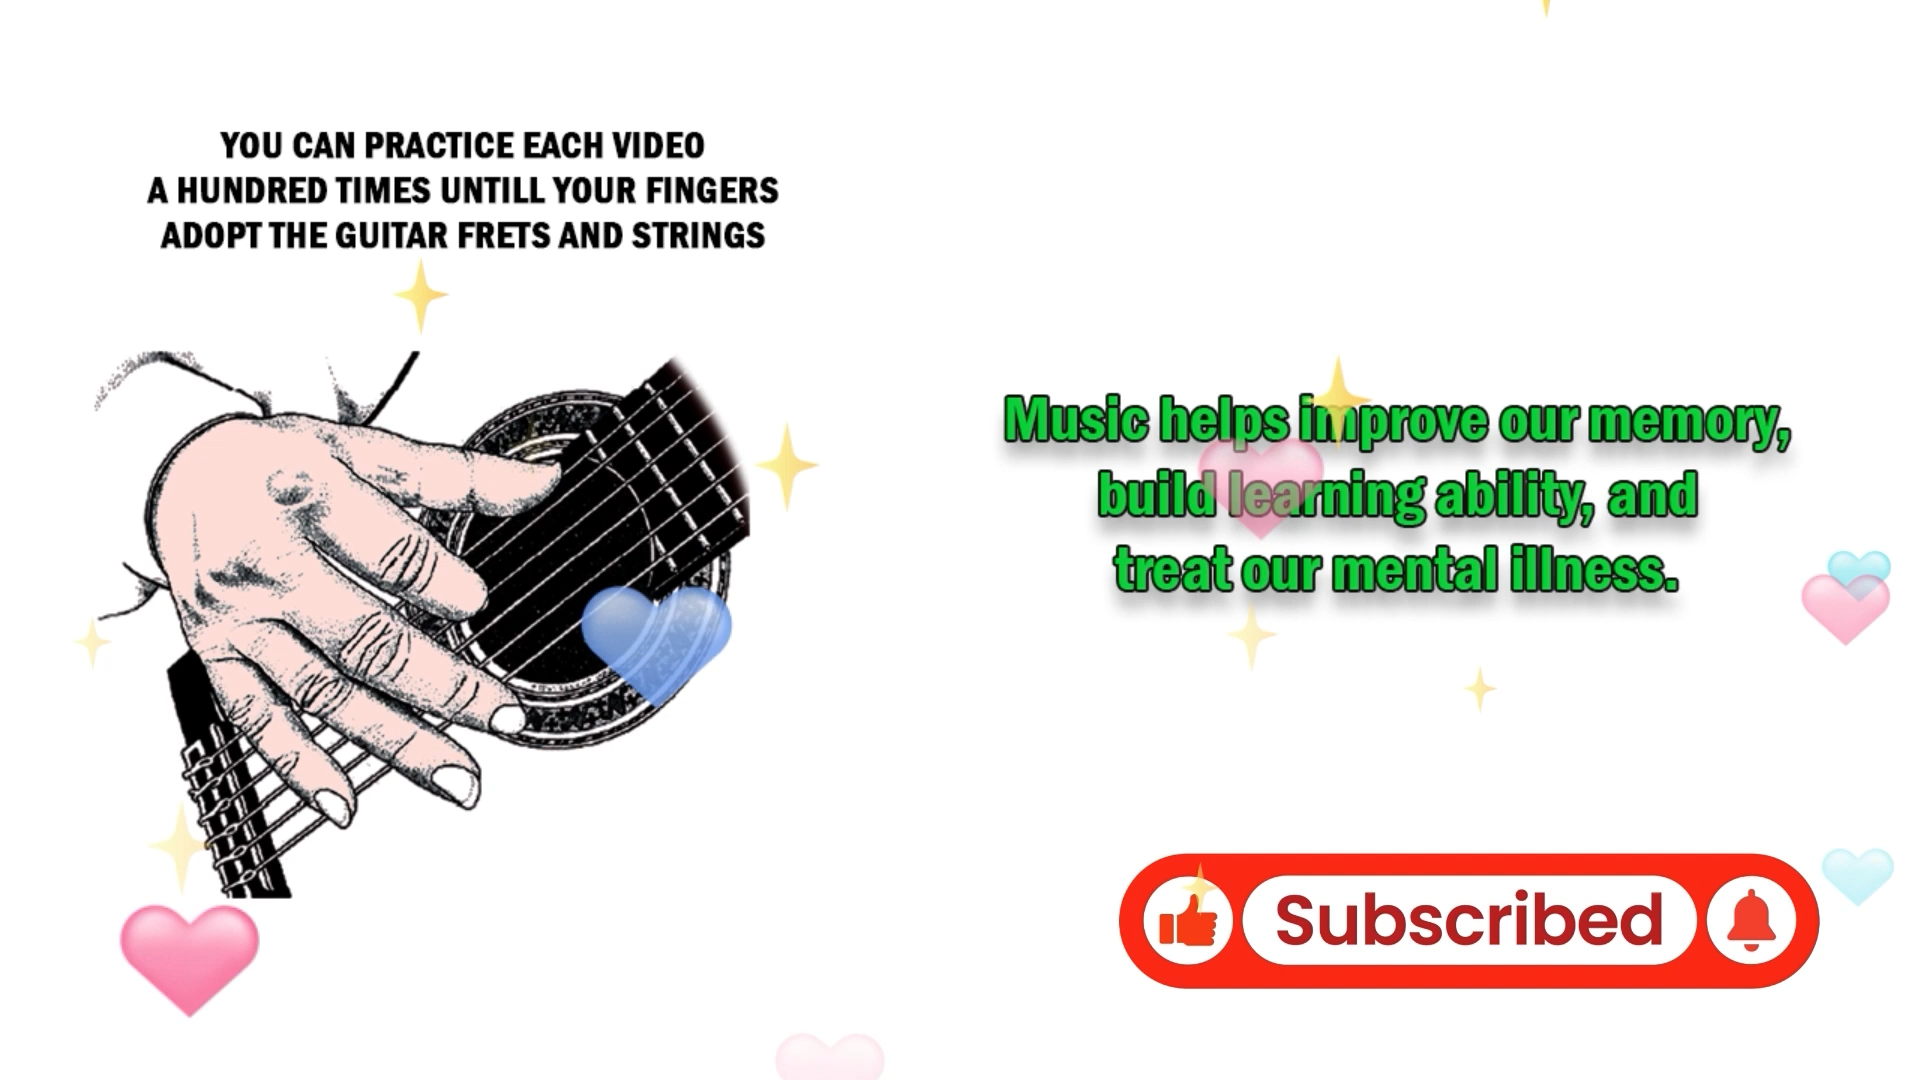 YOU CAN PRACTICE EACH VIDEO
A HUNDRED TIMES UNTILL YOUR FINGERS
ADOPT THE GUITAR FRETS AND STRINGS
Music helps improve our memory,
build learning ability, and
treat our mental illness.
Subscribed